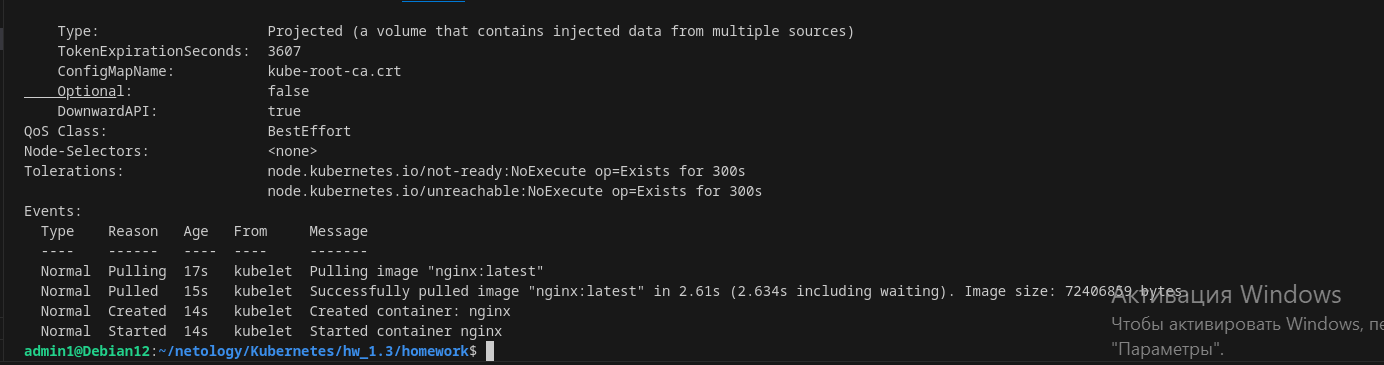 Type:                    Projected (a volume that contains injected data from multiple sources)
    TokenExpirationSeconds:  3607
    ConfigMapName:           kube-root-ca.crt
    Optional:                false
    DownwardAPI:             true
QoS Class:                   BestEffort
Node-Selectors:              <none>
Tolerations:                 node.kubernetes.io/not-ready:NoExecute op=Exists for 300s
                             node.kubernetes.io/unreachable:NoExecute op=Exists for 300s
Events:
  Type    Reason   Age   From     Message
  ----    ------   ----  ----     -------
  Normal  Pulling  17s   kubelet  Pulling image "nginx:latest"
  Normal  Pulled   15s   kubelet  Successfully pulled image "nginx:latest" in 2.61s (2.634s including waiting). Image size: 72406859 bytes.
  Normal  Created  14s   kubelet  Created container: nginx
  Normal  Started  14s   kubelet  Started container nginx
admin1@Debian12:~/netology/Kubernetes/hw_1.3/homework$
Активация Windows
Чтобы активировать Windows, пе
"Параметры".